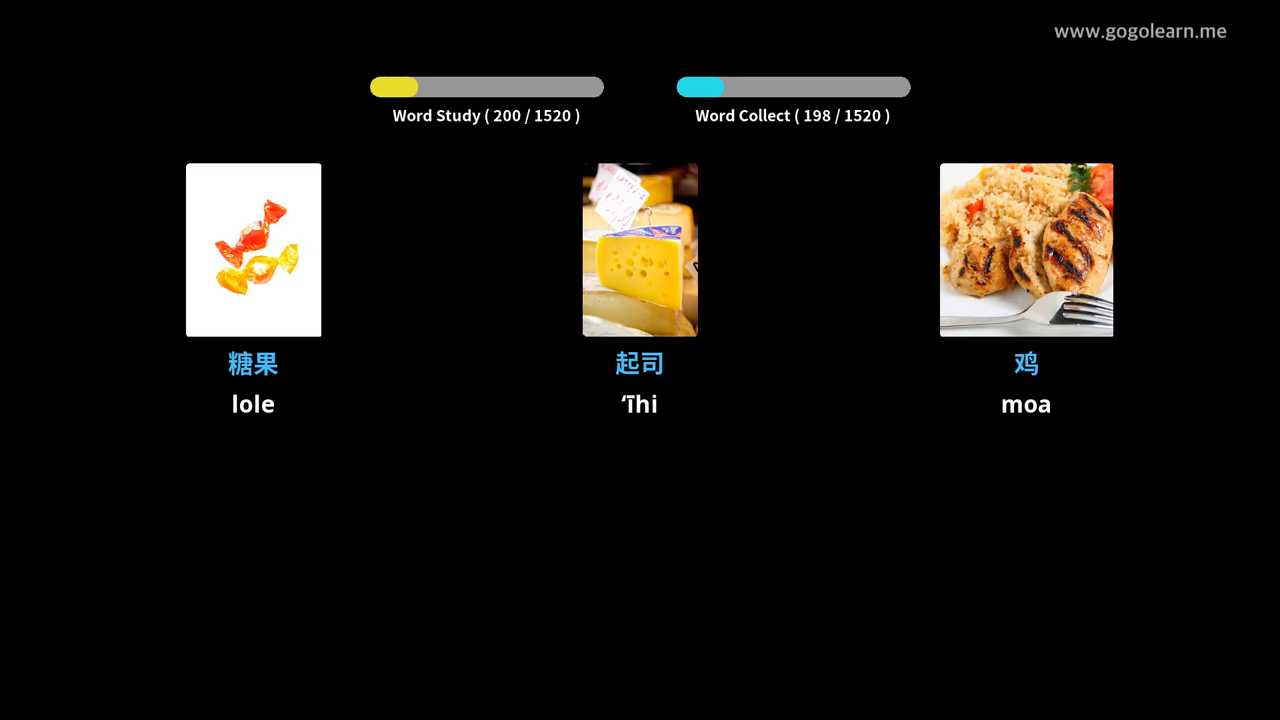 www.gogolearn.me
Word Study ( 200 / 1520 )
Word Collect ( 198 / 1520 )
糖果
起司
鸡
lole
ʻīhi
moa